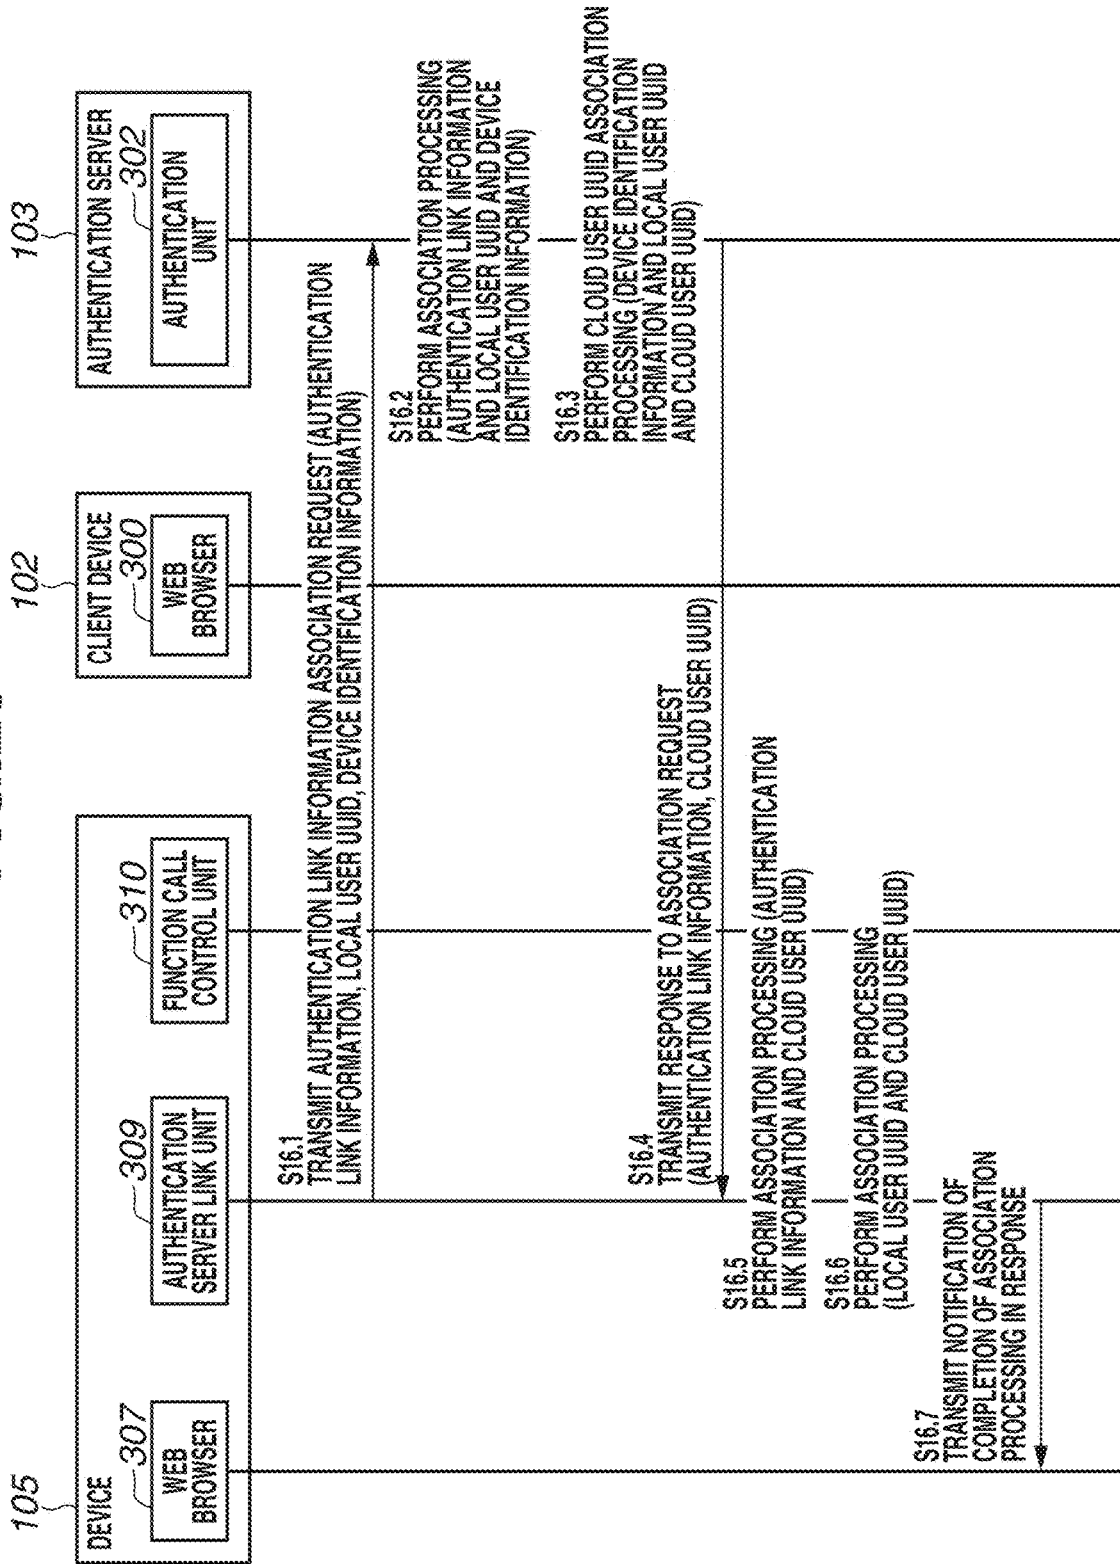 105
DEVICE
307
WEB
BROWSER
309
AUTHENTICATION
SERVER LINK UNIT
310
FUNCTION CALL
CONTROL UNIT
102
CLIENT DEVICE
300
WEB
BROWSER
103
AUTHENTICATION SERVER
302
AUTHENTICATION
UNIT
S16.1
TRANSMIT AUTHENTICATION LINK INFORMATION ASSOCIATION REQUEST (AUTHENTICATION
LINK INFORMATION, LOCAL USER UUID, DEVICE IDENTIFICATION INFORMATION)
S16.2
PERFORM ASSOCIATION PROCESSING
(AUTHENTICATION LINK INFORMATION
AND LOCAL USER UUID AND DEVICE
IDENTIFICATION INFORMATION)
S16.3
PERFORM CLOUD USER UUID ASSOCIATION
PROCESSING (DEVICE IDENTIFICATION
INFORMATION AND LOCAL USER UUID
AND CLOUD USER UUID)
S16.4
TRANSMIT RESPONSE TO ASSOCIATION REQUEST
(AUTHENTICATION LINK INFORMATION, CLOUD USER UUID)
S16.5
PERFORM ASSOCIATION PROCESSING (AUTHENTICATION
LINK INFORMATION AND CLOUD USER UUID)
S16.6
PERFORM ASSOCIATION PROCESSING
(LOCAL USER UUID AND CLOUD USER UUID)
S16.7
TRANSMIT NOTIFICATION OF
COMPLETION OF ASSOCIATION
PROCESSING IN RESPONSE